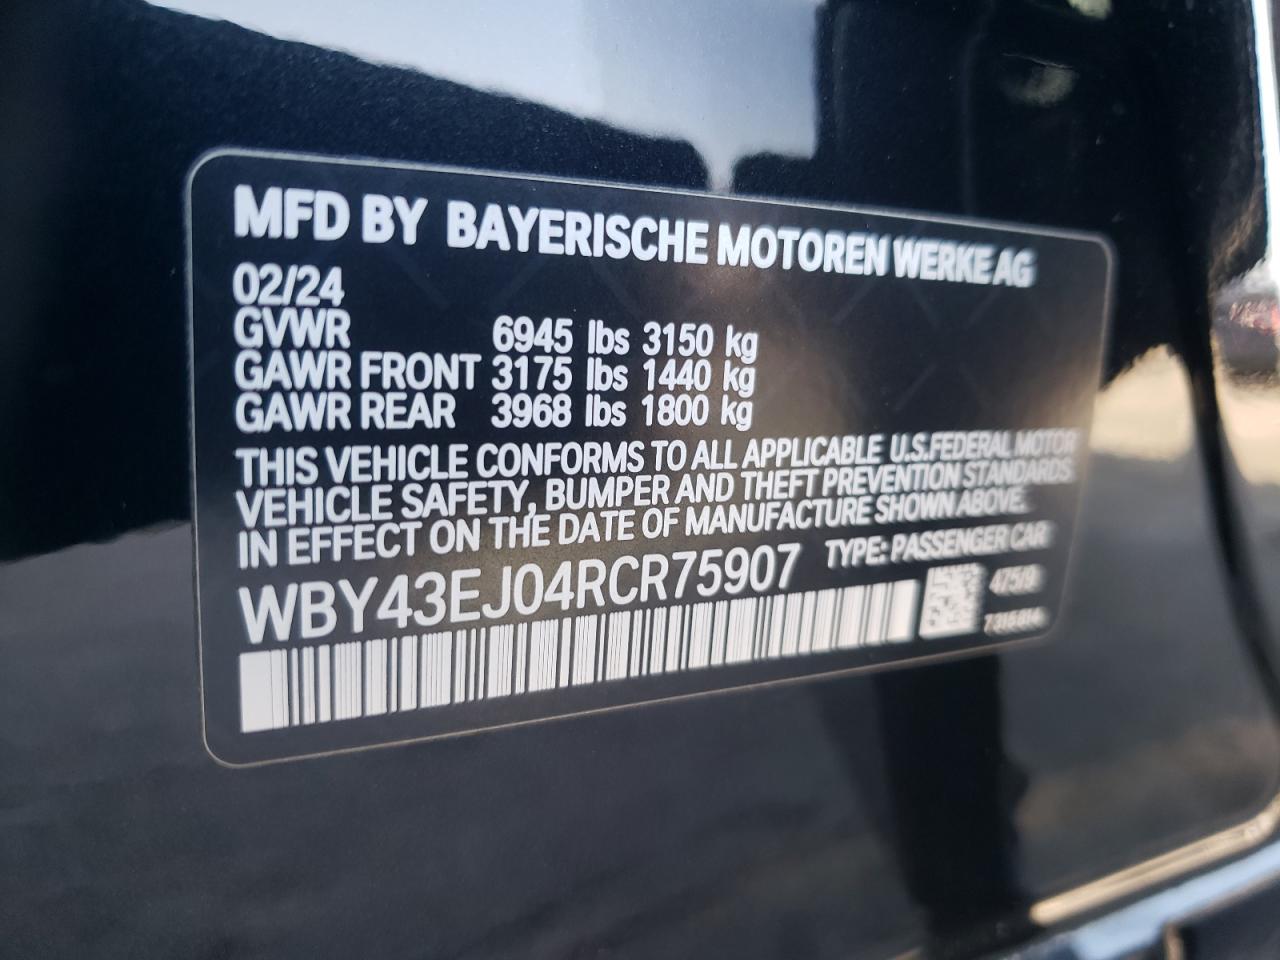 MFD BY BAYERISCHE MOTOREN WERKE AG
02/24
GVWR 6945 lbs 3150 kg
GAWR FRONT 3175 lbs 1440 kg
GAWR REAR 3968 lbs 1800 kg
THIS VEHICLE CONFORMS TO ALL APPLICABLE U.S.FEDERAL MOTOR
VEHICLE SAFETY, BUMPER AND THEFT PREVENTION STANDARDS
IN EFFECT ON THE DATE OF MANUFACTURE SHOWN ABOVE.
WBY43EJ04RCR75907 TYPE: PASSENGER CAR